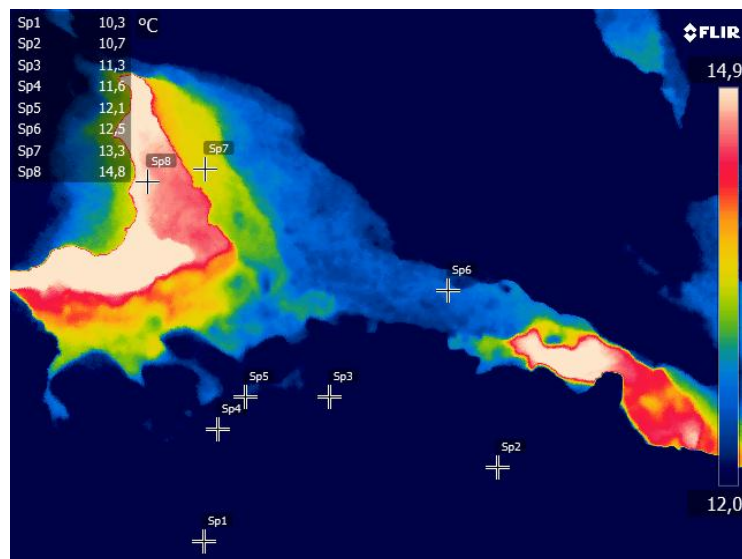 Sp1 10,3 °C
Sp2 10,7
Sp3 11,3
Sp4 11,6
Sp5 12,1
Sp6 12,5
Sp7 13,3
Sp8 14,8
FLIR
14,9
Sp8
Sp7
Sp6
Sp5
Sp3
Sp4
Sp2
12,0
Sp1